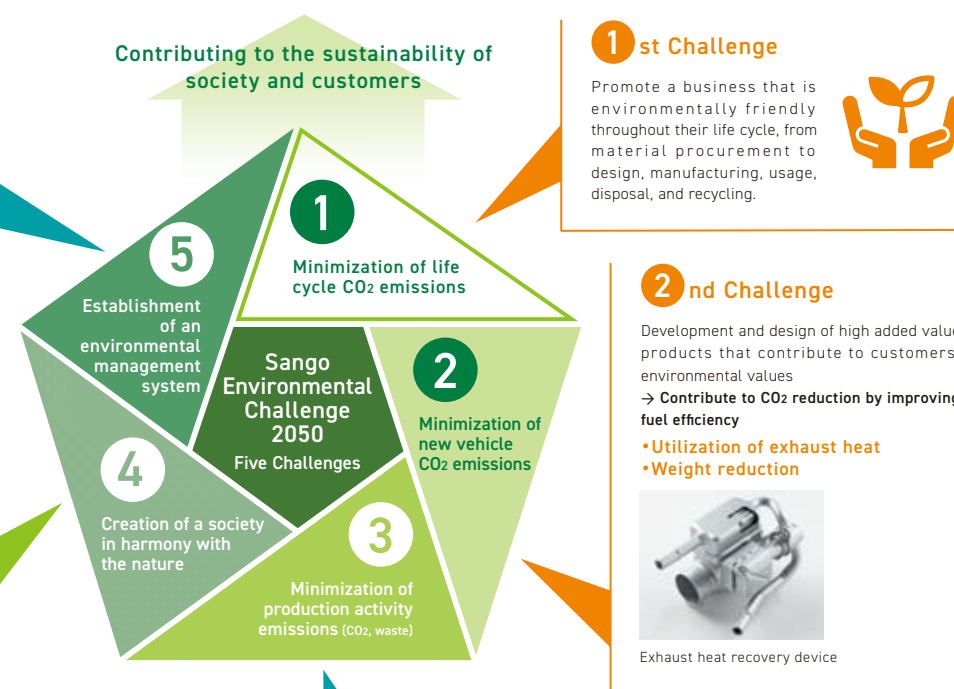 Contributing to the sustainability of
society and customers
1
Minimization of life
cycle CO2 emissions
5
Establishment
of an
environmental
management
system
Sango
Environmental
Challenge
2050
Five Challenges
2
Minimization of
new vehicle
CO2 emissions
4
Creation of a society
in harmony with
the nature
3
Minimization of
production activity
emissions (CO2, waste)
1 st Challenge
Promote a business that is
environmentally friendly
throughout their life cycle, from
material procurement to
design, manufacturing, usage,
disposal, and recycling.
2 nd Challenge
Development and design of high added value
products that contribute to customers
environmental values
→ Contribute to CO2 reduction by improving
fuel efficiency
•Utilization of exhaust heat
•Weight reduction
Exhaust heat recovery device